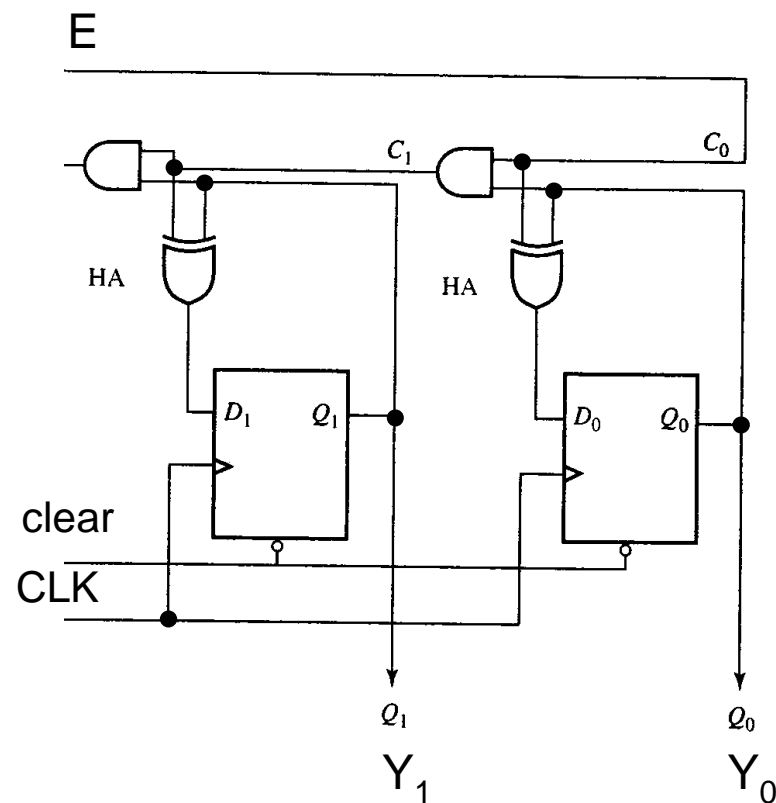 E
C₁ C₀
HA HA
D₁ Q₁ D₀ Q₀
clear
CLK
Q₁ Q₀
Y₁ Y₀